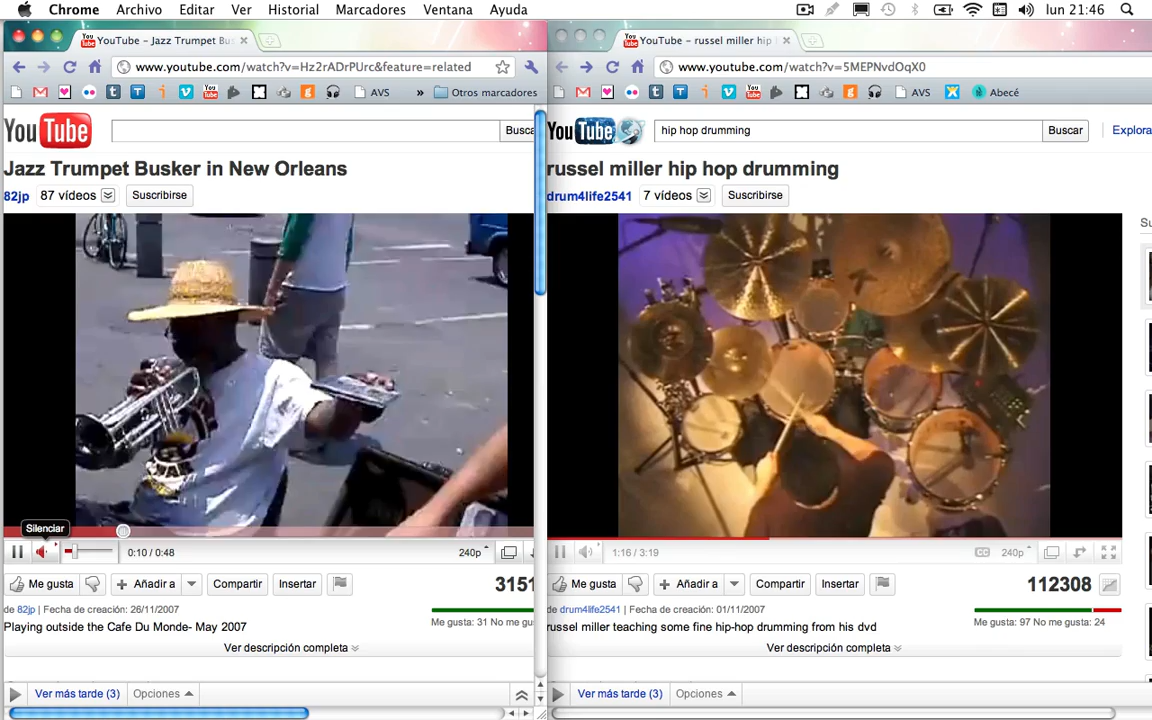 Chrome Archivo Editar Ver Historial Marcadores Ventana Ayuda lun 21:46
YouTube - Jazz Trumpet Bus
www.youtube.com/watch?v=Hz2rADrPUrc&feature=related
AVS » Otros marcadores
YouTube Busca
Jazz Trumpet Busker in New Orleans
82jp 87 vídeos Suscribirse
Silenciar
0:10 / 0:48 240p
Me gusta Añadir a Compartir Insertar 3151
de 82jp | Fecha de creación: 26/11/2007
Me gusta: 31 No me gus
Playing outside the Cafe Du Monde- May 2007
Ver descripción completa
Ver más tarde (3) Opciones
YouTube - russel miller hip
www.youtube.com/watch?v=5MEPNvdOqX0
AVS Abecé
YouTube hip hop drumming Buscar Explora
russel miller hip hop drumming
drum4life2541 7 vídeos Suscribirse
Su
1:16 / 3:19 CC 240p
Me gusta Añadir a Compartir Insertar 112308
de drum4life2541 | Fecha de creación: 01/11/2007
Me gusta: 97 No me gusta: 24
russel miller teaching some fine hip-hop drumming from his dvd
Ver descripción completa
Ver más tarde (3) Opciones